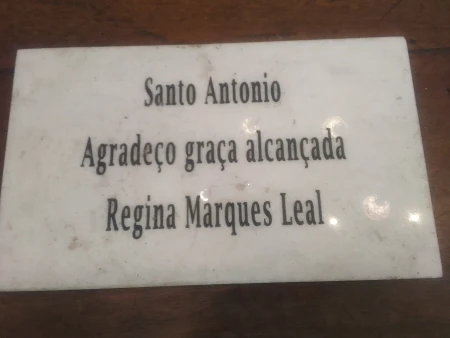 Santo Antonio
Agradeço graça alcançada
Regina Marques Leal